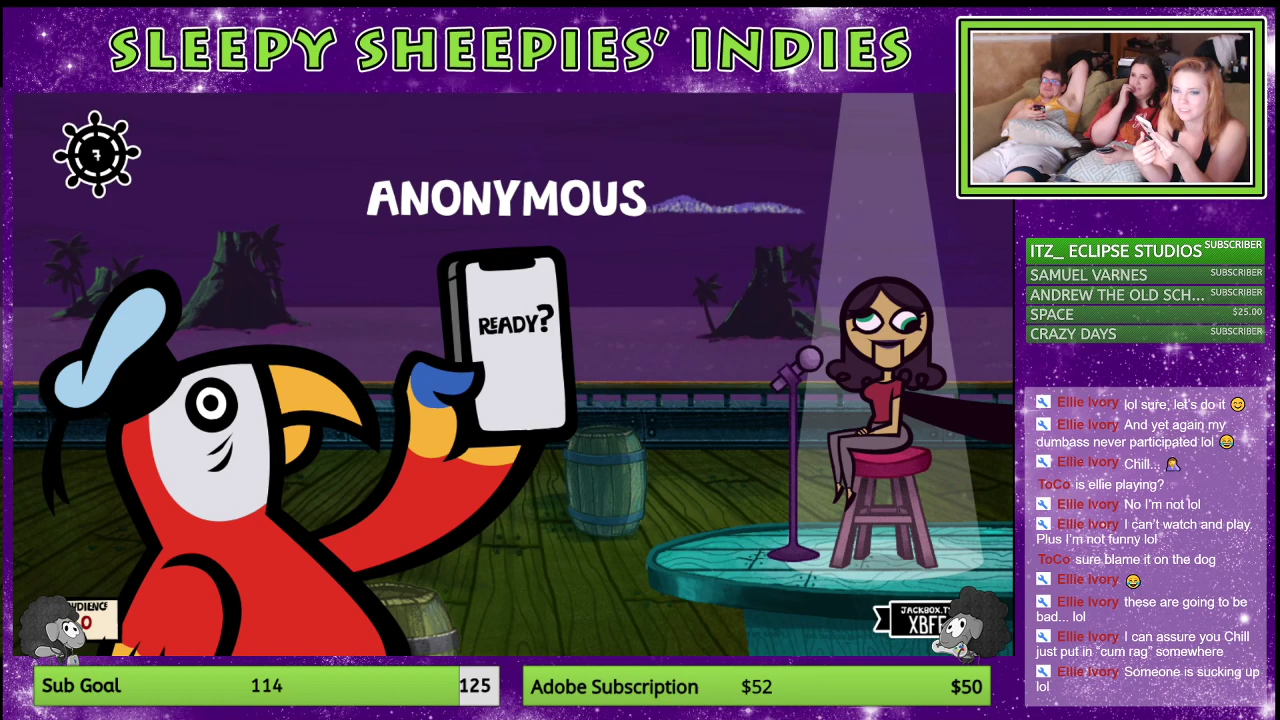 SLEEPY SHEEPIES' INDIES
7
ANONYMOUS
READY?
0
JACKBOX.TV
ITZ_ ECLIPSE STUDIOS SUBSCRIBER
SAMUEL VARNES SUBSCRIBER
ANDREW THE OLD SCH... SUBSCRIBER
SPACE $25.00
CRAZY DAYS SUBSCRIBER
Ellie Ivory lol sure, let's do it
Ellie Ivory And yet again my
dumbass never participated lol
Ellie Ivory Chill...
ToCo is ellie playing?
Ellie Ivory No I'm not lol
Ellie Ivory I can't watch and play.
Plus I'm not funny lol
ToCo sure blame it on the dog
Ellie Ivory
Ellie Ivory these are going to be
bad... lol
Ellie Ivory I can assure you Chill
just put in "cum rag" somewhere
Ellie Ivory Someone is sucking up
lol
Sub Goal 114 125
Adobe Subscription $52 $50